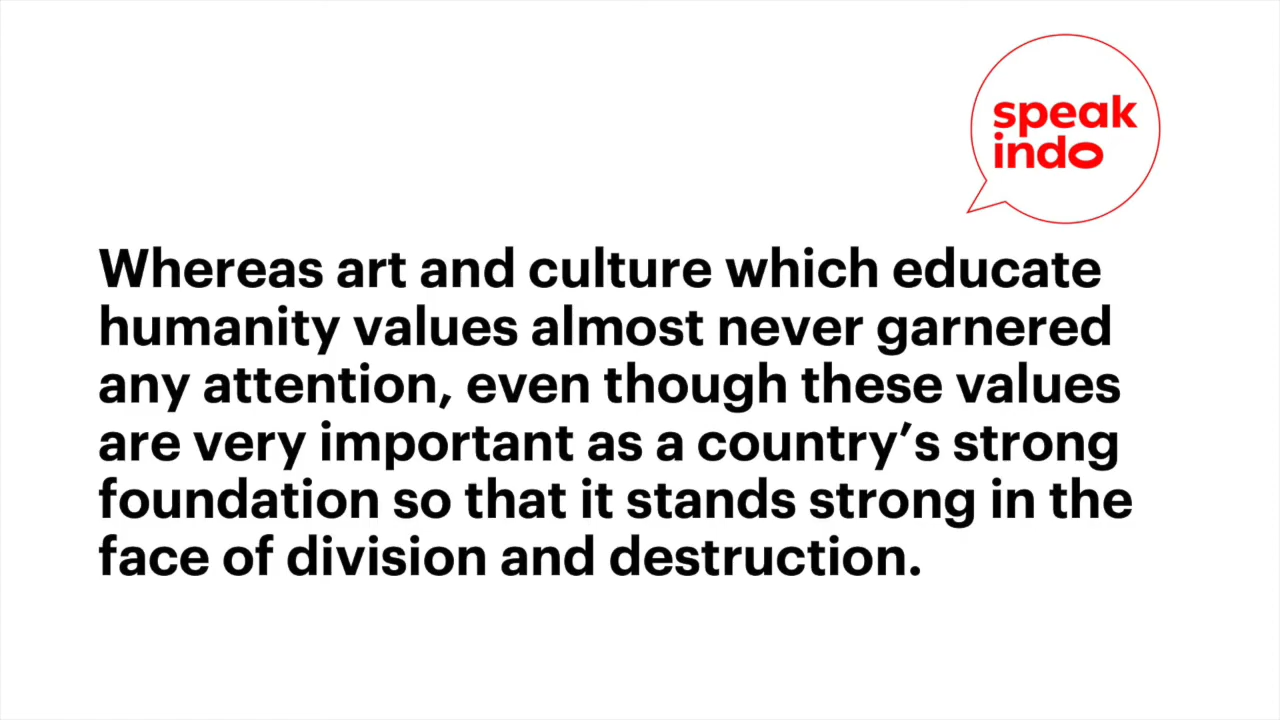 speak
indo
Whereas art and culture which educate
humanity values almost never garnered
any attention, even though these values
are very important as a country’s strong
foundation so that it stands strong in the
face of division and destruction.